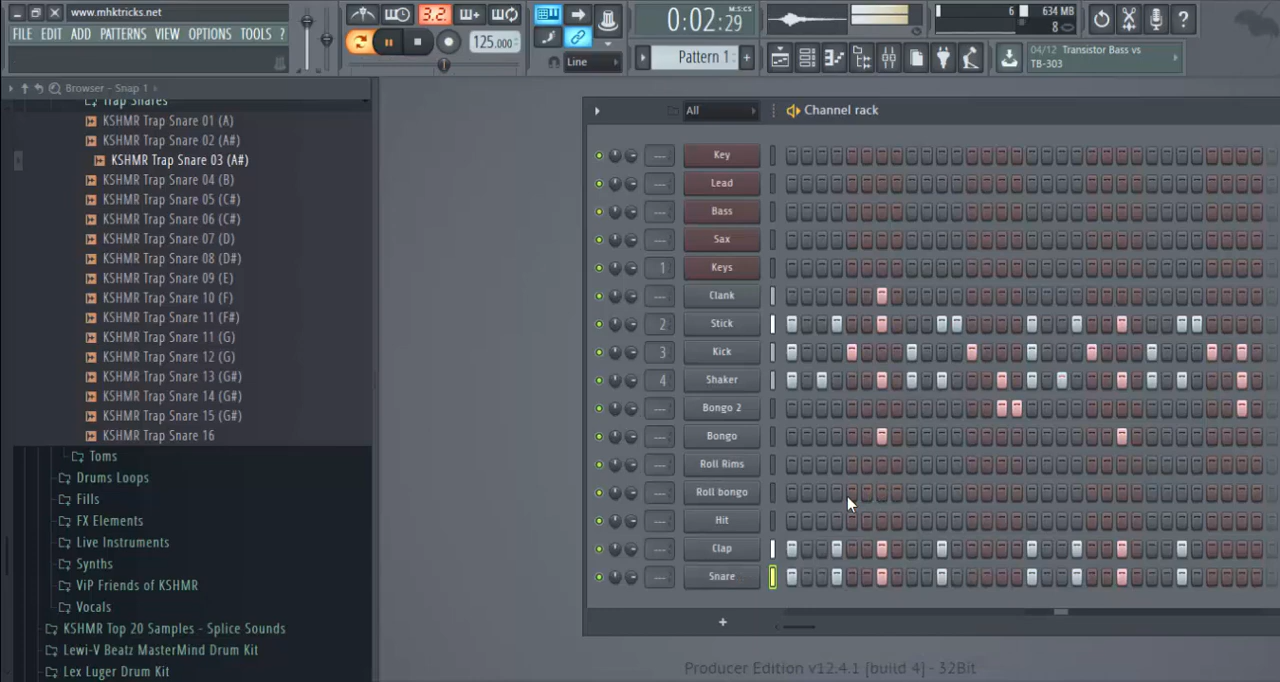 www.mhktricks.net
FILE EDIT ADD PATTERNS VIEW OPTIONS TOOLS ?
3.2.
125.000
Line
M:S:CS
0:02:29
Pattern 1
6
634 MB
8
?
04/12 Transistor Bass vs
TB-303
Browser - Snap 1
Trap Snares
KSHMR Trap Snare 01 (A)
KSHMR Trap Snare 02 (A#)
KSHMR Trap Snare 03 (A#)
KSHMR Trap Snare 04 (B)
KSHMR Trap Snare 05 (C#)
KSHMR Trap Snare 06 (C#)
KSHMR Trap Snare 07 (D)
KSHMR Trap Snare 08 (D#)
KSHMR Trap Snare 09 (E)
KSHMR Trap Snare 10 (F)
KSHMR Trap Snare 11 (F#)
KSHMR Trap Snare 11 (G)
KSHMR Trap Snare 12 (G)
KSHMR Trap Snare 13 (G#)
KSHMR Trap Snare 14 (G#)
KSHMR Trap Snare 15 (G#)
KSHMR Trap Snare 16
Toms
Drums Loops
Fills
FX Elements
Live Instruments
Synths
ViP Friends of KSHMR
Vocals
KSHMR Top 20 Samples - Splice Sounds
Lewi-V Beatz MasterMind Drum Kit
Lex Luger Drum Kit
All
Channel rack
--- Key
--- Lead
--- Bass
--- Sax
1 Keys
--- Clank
2 Stick
3 Kick
4 Shaker
--- Bongo 2
--- Bongo
--- Roll Rims
--- Roll bongo
--- Hit
--- Clap
--- Snare
+
Producer Edition v12.4.1 [build 4] - 32Bit